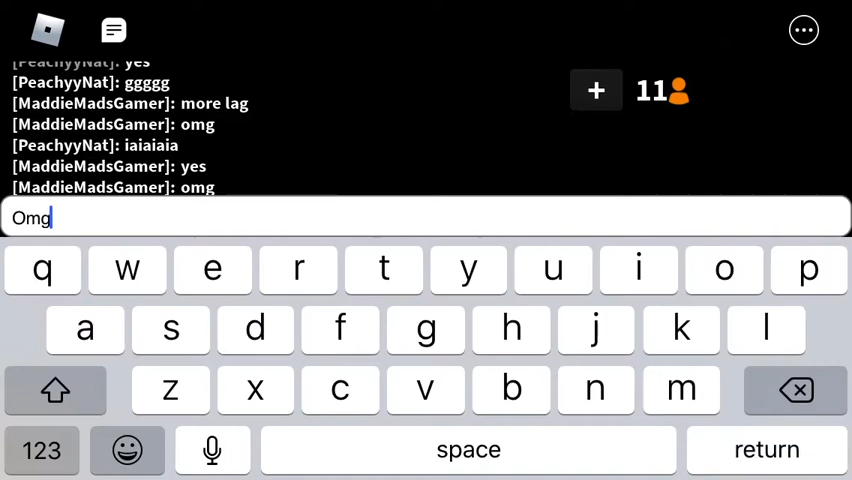 [PeachyyNat]: yes
[PeachyyNat]: ggggg
[MaddieMadsGamer]: more lag
[MaddieMadsGamer]: omg
[PeachyyNat]: iaiaiaia
[MaddieMadsGamer]: yes
[MaddieMadsGamer]: omg
+ 11
Omg
q w e r t y u i o p
a s d f g h j k l
z x c v b n m
123 space return